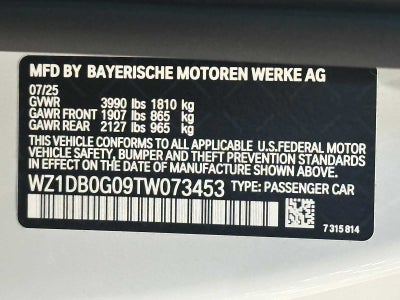 MFD BY BAYERISCHE MOTOREN WERKE AG
07/25
GVWR 3990 lbs 1810 kg
GAWR FRONT 1907 lbs 865 kg
GAWR REAR 2127 lbs 965 kg
THIS VEHICLE CONFORMS TO ALL APPLICABLE U.S.FEDERAL MOTOR
VEHICLE SAFETY, BUMPER, AND THEFT PREVENTION STANDARDS
IN EFFECT ON THE DATE OF MANUFACTURE SHOWN ABOVE.
WZ1DB0G09TW073453 TYPE: PASSENGER CAR
7 315 814